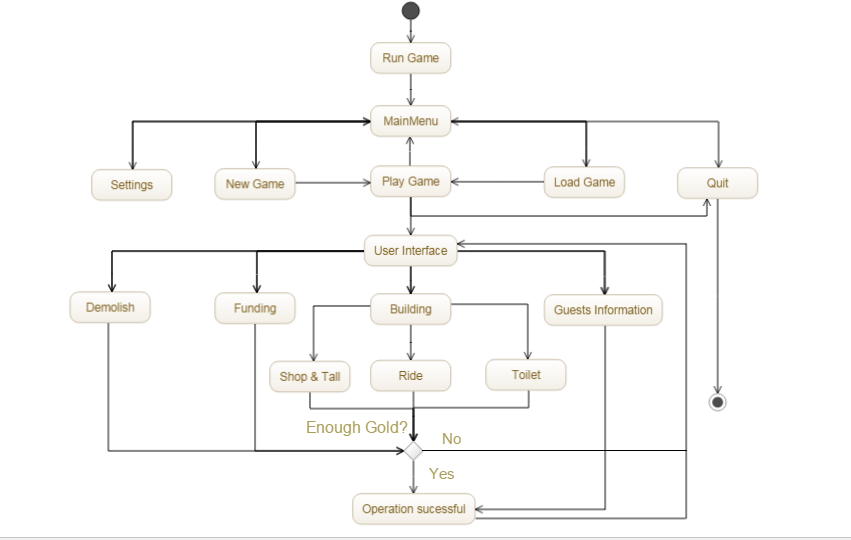 Run Game
MainMenu
Settings
New Game
Play Game
Load Game
Quit
User Interface
Demolish
Funding
Building
Guests Information
Shop & Tall
Ride
Toilet
Enough Gold?
No
Yes
Operation sucessful